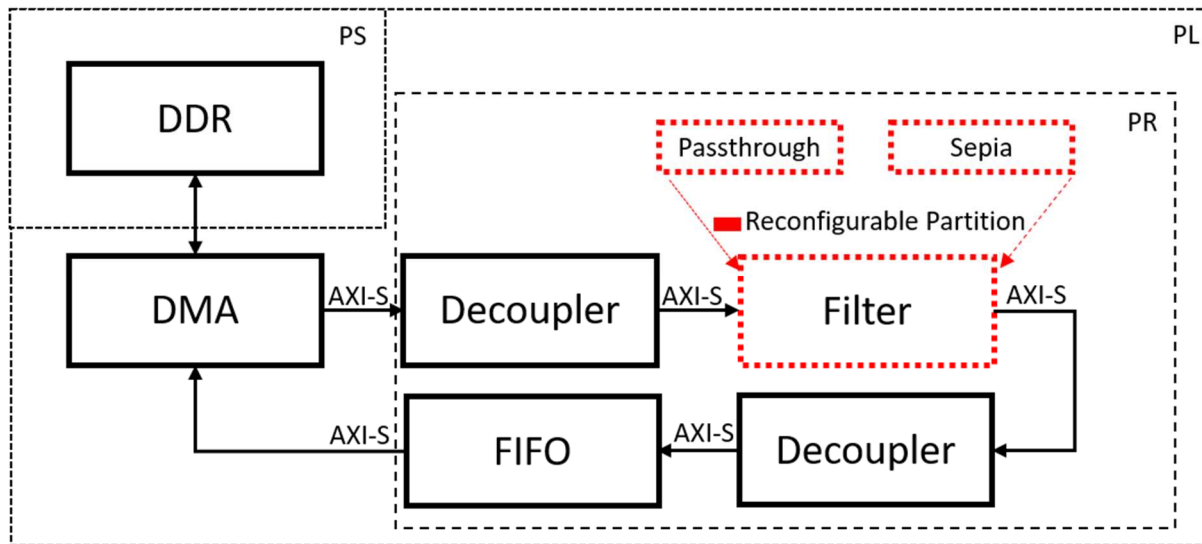 PS
PL
DDR
PR
Passthrough
Sepia
Reconfigurable Partition
DMA
AXI-S
Decoupler
AXI-S
Filter
AXI-S
AXI-S
FIFO
AXI-S
Decoupler